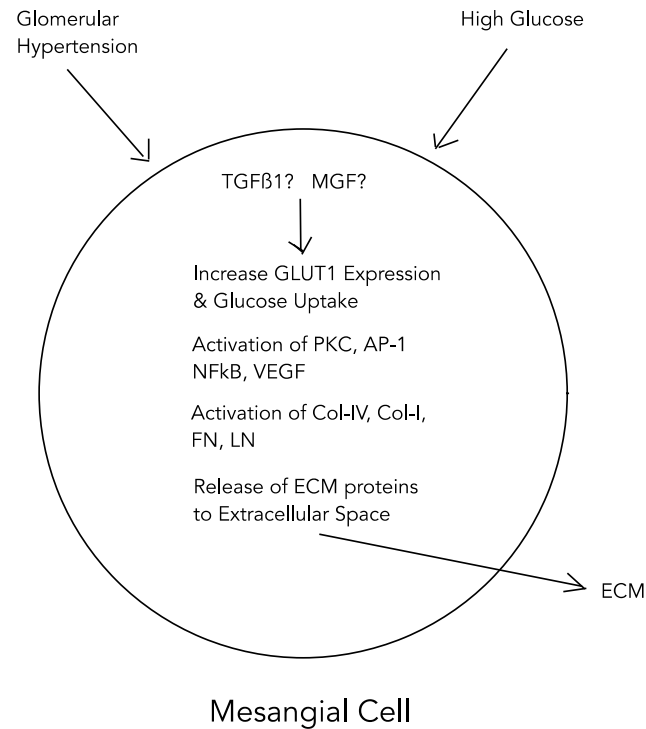 Glomerular
Hypertension
High Glucose
TGFß1? MGF?
Increase GLUT1 Expression
& Glucose Uptake
Activation of PKC, AP-1
NFkB, VEGF
Activation of Col-IV, Col-I,
FN, LN
Release of ECM proteins
to Extracellular Space
ECM
Mesangial Cell